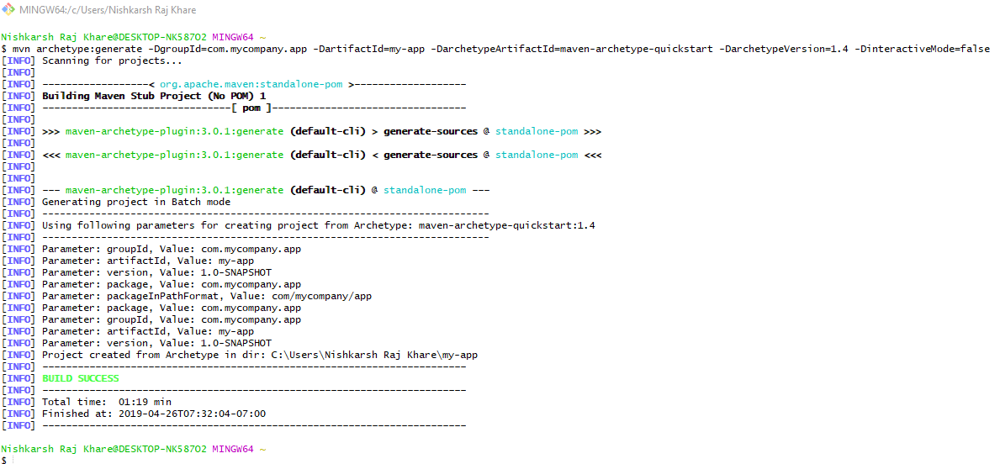 MINGW64:/c/Users/Nishkarsh Raj Khare
Nishkarsh Raj Khare@DESKTOP-NK587O2 MINGW64 ~
$ mvn archetype:generate -DgroupId=com.mycompany.app -DartifactId=my-app -DarchetypeArtifactId=maven-archetype-quickstart -DarchetypeVersion=1.4 -DinteractiveMode=false
[INFO] Scanning for projects...
[INFO]
[INFO] ------------------< org.apache.maven:standalone-pom >-------------------
[INFO] Building Maven Stub Project (No POM) 1
[INFO] --------------------------------[ pom ]---------------------------------
[INFO]
[INFO] >>> maven-archetype-plugin:3.0.1:generate (default-cli) > generate-sources @ standalone-pom >>>
[INFO]
[INFO] <<< maven-archetype-plugin:3.0.1:generate (default-cli) < generate-sources @ standalone-pom <<<
[INFO]
[INFO]
[INFO] --- maven-archetype-plugin:3.0.1:generate (default-cli) @ standalone-pom ---
[INFO] Generating project in Batch mode
[INFO] ----------------------------------------------------------------------------
[INFO] Using following parameters for creating project from Archetype: maven-archetype-quickstart:1.4
[INFO] ----------------------------------------------------------------------------
[INFO] Parameter: groupId, Value: com.mycompany.app
[INFO] Parameter: artifactId, Value: my-app
[INFO] Parameter: version, Value: 1.0-SNAPSHOT
[INFO] Parameter: package, Value: com.mycompany.app
[INFO] Parameter: packageInPathFormat, Value: com/mycompany/app
[INFO] Parameter: package, Value: com.mycompany.app
[INFO] Parameter: groupId, Value: com.mycompany.app
[INFO] Parameter: artifactId, Value: my-app
[INFO] Parameter: version, Value: 1.0-SNAPSHOT
[INFO] Project created from Archetype in dir: C:\Users\Nishkarsh Raj Khare\my-app
[INFO] ------------------------------------------------------------------------
[INFO] BUILD SUCCESS
[INFO] ------------------------------------------------------------------------
[INFO] Total time:  01:19 min
[INFO] Finished at: 2019-04-26T07:32:04-07:00
[INFO] ------------------------------------------------------------------------
Nishkarsh Raj Khare@DESKTOP-NK587O2 MINGW64 ~
$